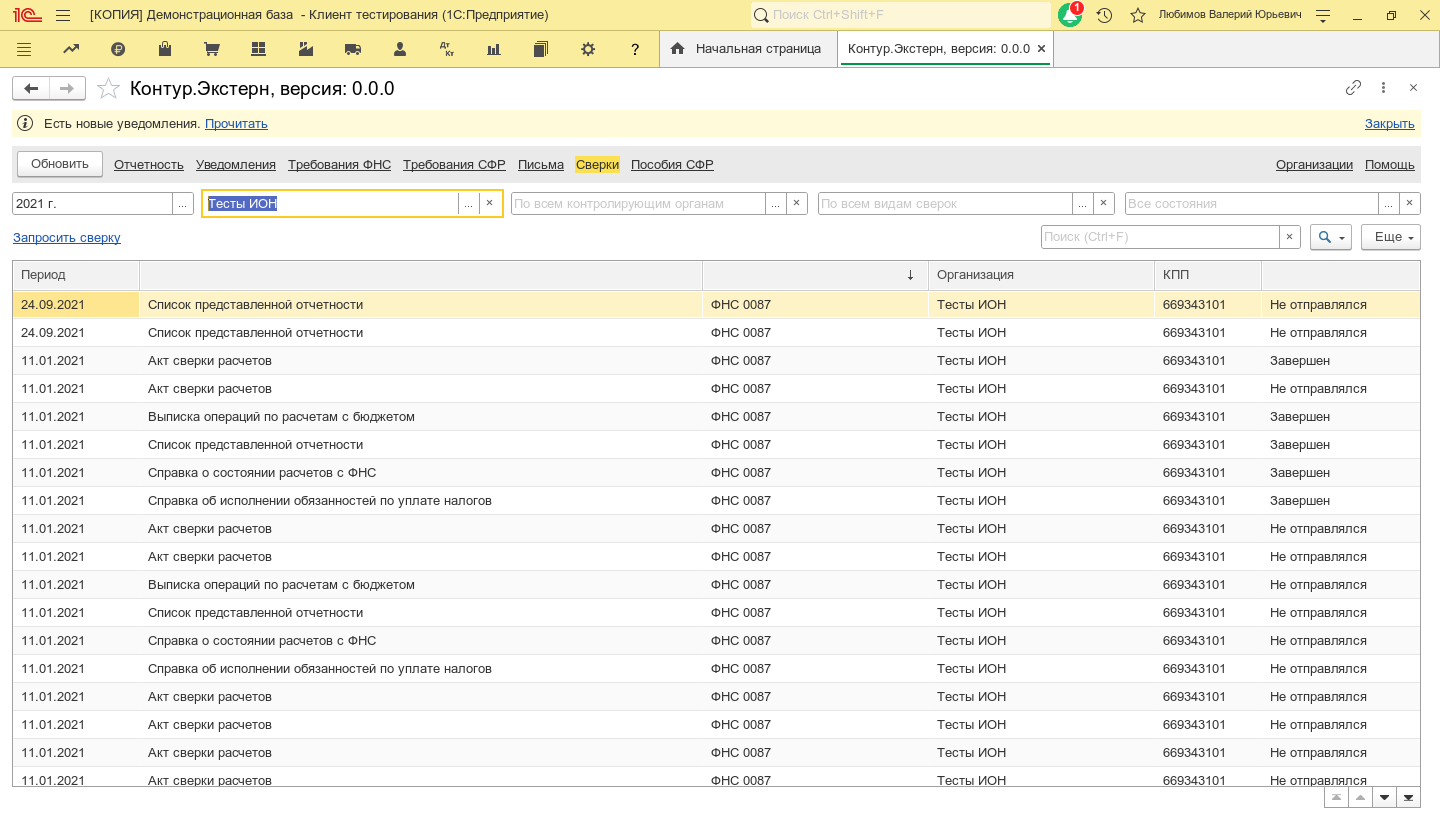 1С [КОПИЯ] Демонстрационная база - Клиент тестирования (1С:Предприятие) Поиск Ctrl+Shift+F 1 Любимов Валерий Юрьевич
Дт Кт ? Начальная страница Контур.Экстерн, версия: 0.0.0
Контур.Экстерн, версия: 0.0.0
Есть новые уведомления. Прочитать Закрыть
Обновить Отчетность Уведомления Требования ФНС Требования СФР Письма Сверки Пособия СФР Организации Помощь
2021 г. ... Тесты ИОН ... × По всем контролирующим органам ... × По всем видам сверок ... × Все состояния ... ×
Запросить сверку Поиск (Ctrl+F) × Еще
Период ↓ Организация КПП
24.09.2021 Список представленной отчетности ФНС 0087 Тесты ИОН 669343101 Не отправлялся
24.09.2021 Список представленной отчетности ФНС 0087 Тесты ИОН 669343101 Не отправлялся
11.01.2021 Акт сверки расчетов ФНС 0087 Тесты ИОН 669343101 Завершен
11.01.2021 Акт сверки расчетов ФНС 0087 Тесты ИОН 669343101 Не отправлялся
11.01.2021 Выписка операций по расчетам с бюджетом ФНС 0087 Тесты ИОН 669343101 Завершен
11.01.2021 Список представленной отчетности ФНС 0087 Тесты ИОН 669343101 Завершен
11.01.2021 Справка о состоянии расчетов с ФНС ФНС 0087 Тесты ИОН 669343101 Завершен
11.01.2021 Справка об исполнении обязанностей по уплате налогов ФНС 0087 Тесты ИОН 669343101 Завершен
11.01.2021 Акт сверки расчетов ФНС 0087 Тесты ИОН 669343101 Не отправлялся
11.01.2021 Акт сверки расчетов ФНС 0087 Тесты ИОН 669343101 Не отправлялся
11.01.2021 Выписка операций по расчетам с бюджетом ФНС 0087 Тесты ИОН 669343101 Не отправлялся
11.01.2021 Список представленной отчетности ФНС 0087 Тесты ИОН 669343101 Не отправлялся
11.01.2021 Справка о состоянии расчетов с ФНС ФНС 0087 Тесты ИОН 669343101 Не отправлялся
11.01.2021 Справка об исполнении обязанностей по уплате налогов ФНС 0087 Тесты ИОН 669343101 Не отправлялся
11.01.2021 Акт сверки расчетов ФНС 0087 Тесты ИОН 669343101 Не отправлялся
11.01.2021 Акт сверки расчетов ФНС 0087 Тесты ИОН 669343101 Не отправлялся
11.01.2021 Акт сверки расчетов ФНС 0087 Тесты ИОН 669343101 Не отправлялся
11.01.2021 Акт сверки расчетов ФНС 0087 Тесты ИОН 669343101 Не отправлялся